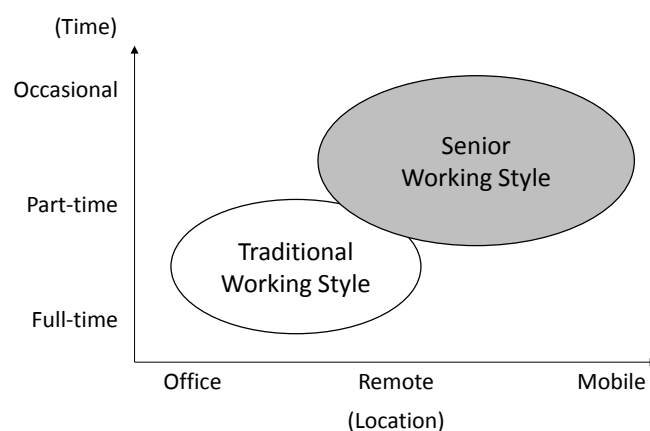 (Time)
Occasional
Senior
Working Style
Part-time
Traditional
Working Style
Full-time
Office Remote Mobile
(Location)